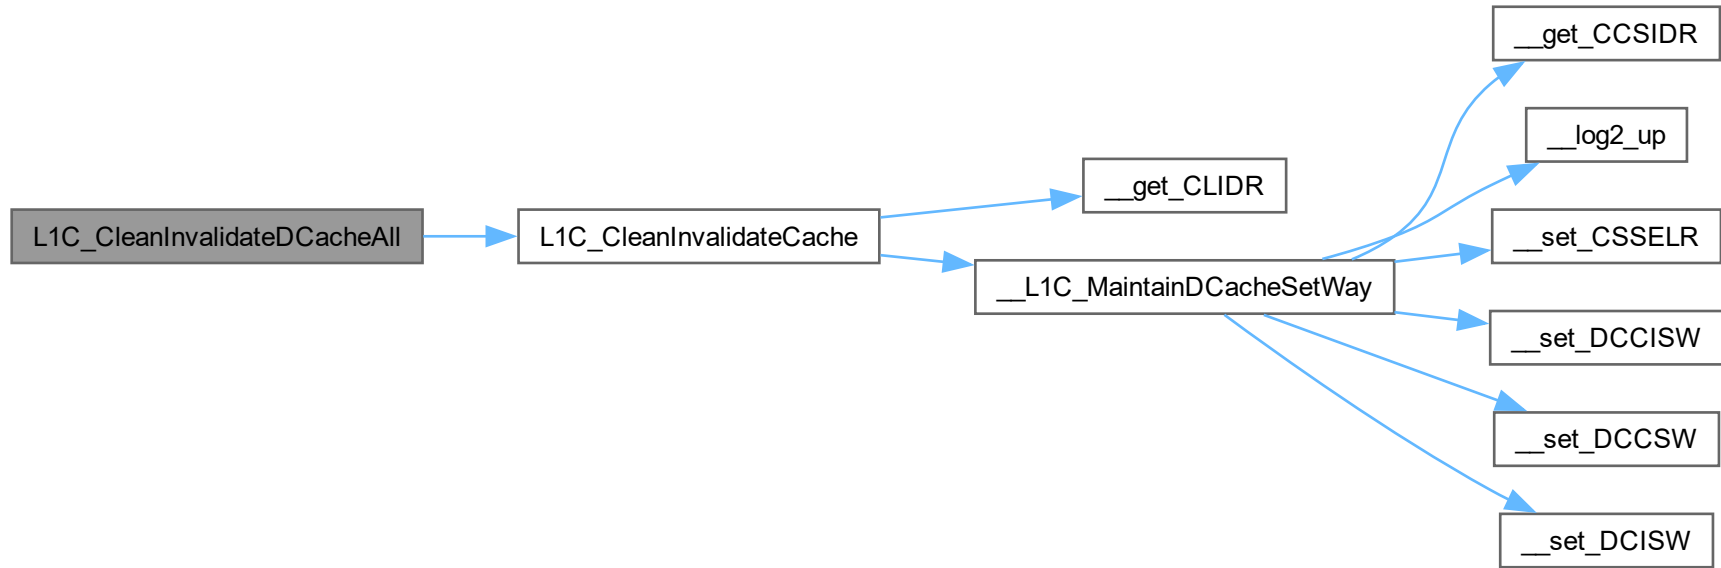 L1C_CleanInvalidateDCacheAll
L1C_CleanInvalidateCache
__get_CLIDR
__L1C_MaintainDCacheSetWay
__get_CCSIDR
__log2_up
__set_CSSELR
__set_DCCISW
__set_DCCSW
__set_DCISW